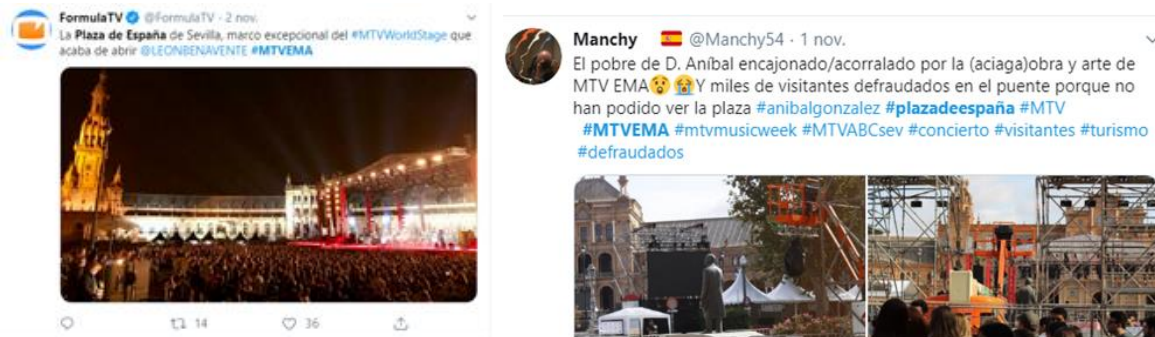 FormulaTV @FormulaTV · 2 nov.
La Plaza de España de Sevilla, marco excepcional del #MTVWorldStage que
acaba de abrir @LEONBENAVENTE #MTVEMA
14
36
Manchy @Manchy54 · 1 nov.
El pobre de D. Aníbal encajonado/acorralado por la (aciaga)obra y arte de
MTV EMA😯 😭Y miles de visitantes defraudados en el puente porque no
han podido ver la plaza #anibalgonzalez #plazadeespaña #MTV
#MTVEMA #mtvmusicweek #MTVABCsev #concierto #visitantes #turismo
#defraudados